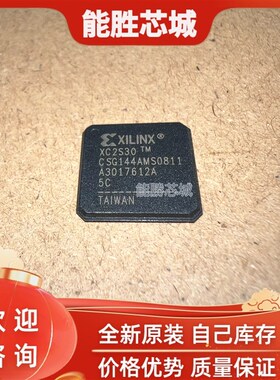 能胜芯城
XILINX®
XC2S30™
CSG144AMS0811
A3017612A
5C
TAIWAN
欢迎
咨询
全新原装 自己库存
价格优势 质量保证